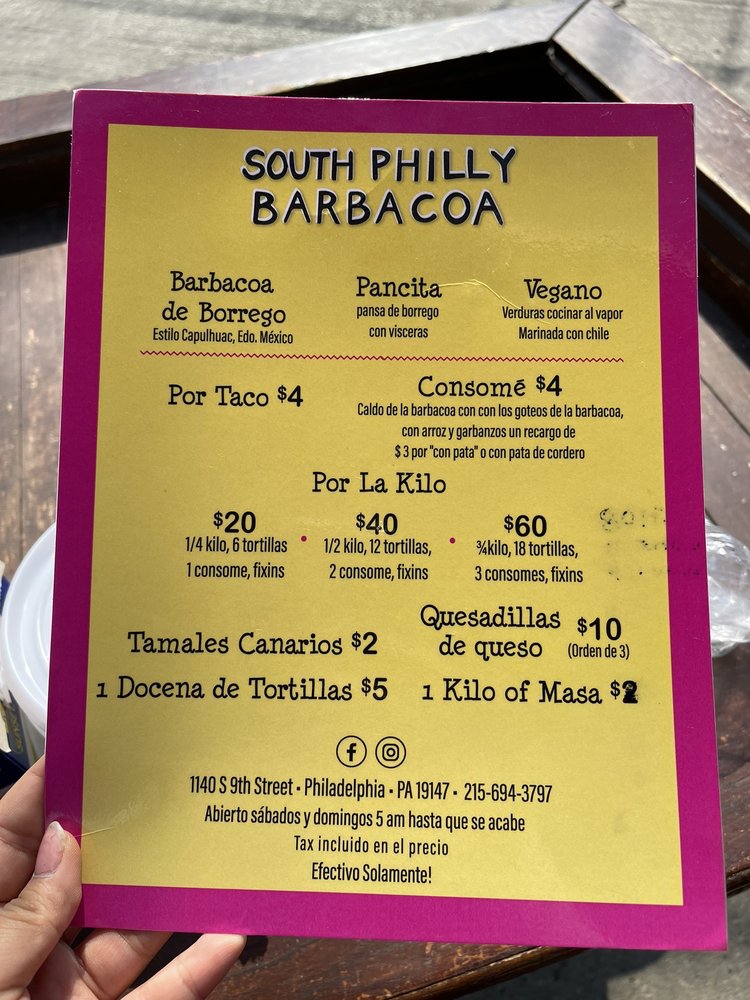 SOUTH PHILLY
BARBACOA
Barbacoa
de Borrego
Estilo Capulhuac, Edo. México
Pancita
pansa de borrego
con visceras
Vegano
Verduras cocinar al vapor
Marinada con chile
Por Taco $4
Consomé $4
Caldo de la barbacoa con con los goteos de la barbacoa,
con arroz y garbanzos un recargo de
$ 3 por "con pata" o con pata de cordero
Por La Kilo
$20
1/4 kilo, 6 tortillas
1 consome, fixins
$40
1/2 kilo, 12 tortillas,
2 consome, fixins
$60
¾kilo, 18 tortillas,
3 consomes, fixins
Tamales Canarios $2
Quesadillas
de queso
$10
(Orden de 3)
1 Docena de Tortillas $5
1 Kilo of Masa $2
1140 S 9th Street • Philadelphia • PA 19147 • 215-694-3797
Abierto sábados y domingos 5 am hasta que se acabe
Tax incluido en el precio
Efectivo Solamente!